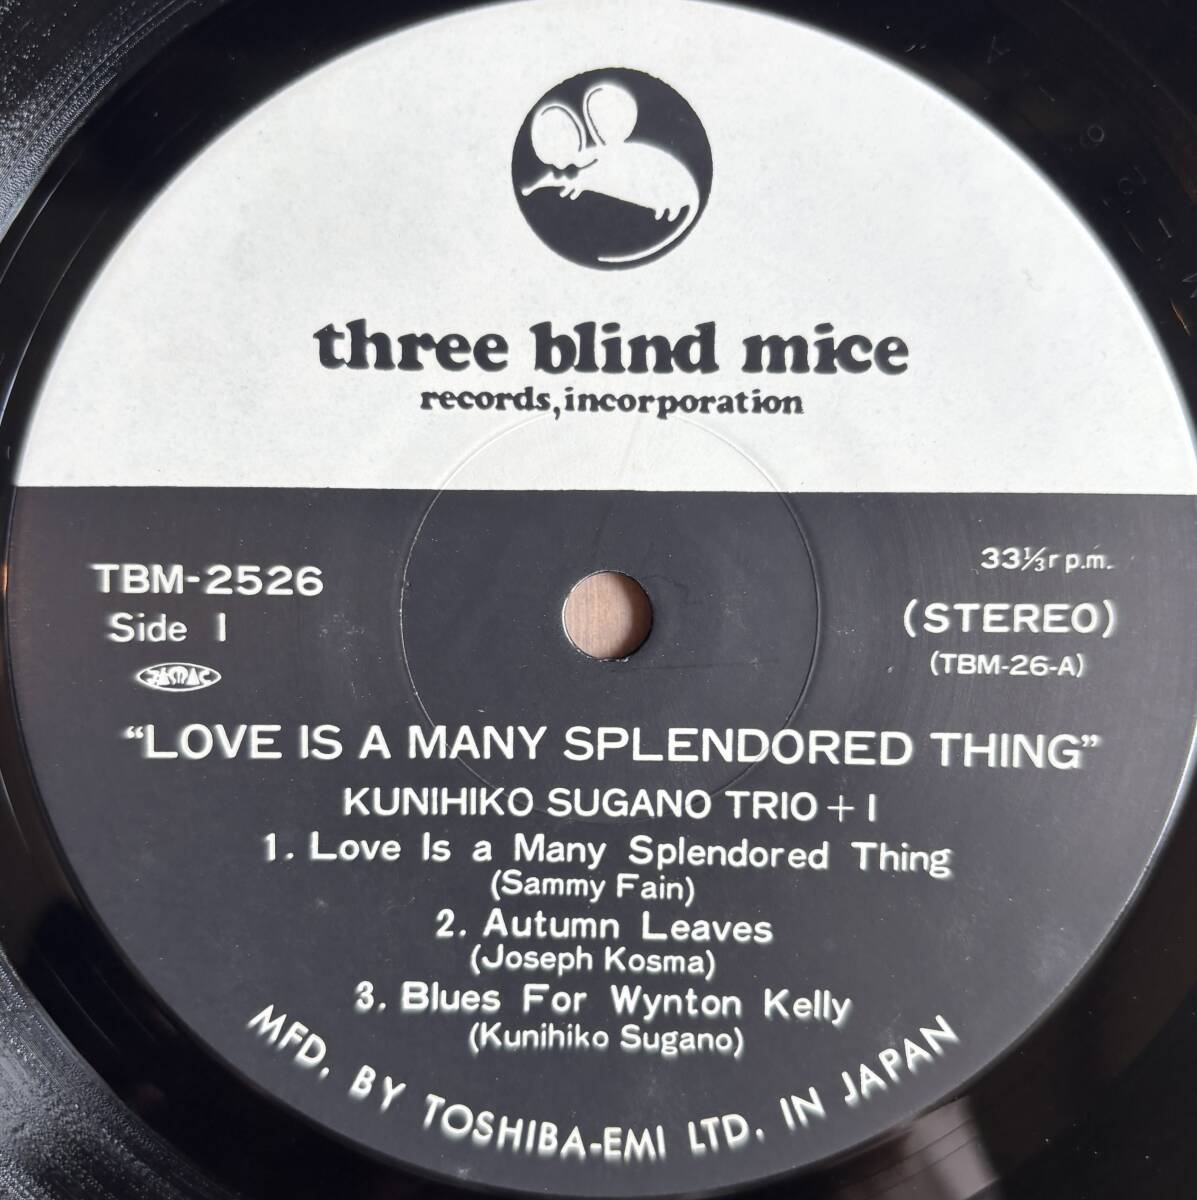 three blind mice
records, incorporation
TBM-2526
Side 1
33⅓ r.p.m.
(STEREO)
(TBM-26-A)
"LOVE IS A MANY SPLENDORED THING"
KUNIHIKO SUGANO TRIO + 1
1. Love Is a Many Splendored Thing
(Sammy Fain)
2. Autumn Leaves
(Joseph Kosma)
3. Blues For Wynton Kelly
(Kunihiko Sugano)
MFD. BY TOSHIBA-EMI LTD. IN JAPAN